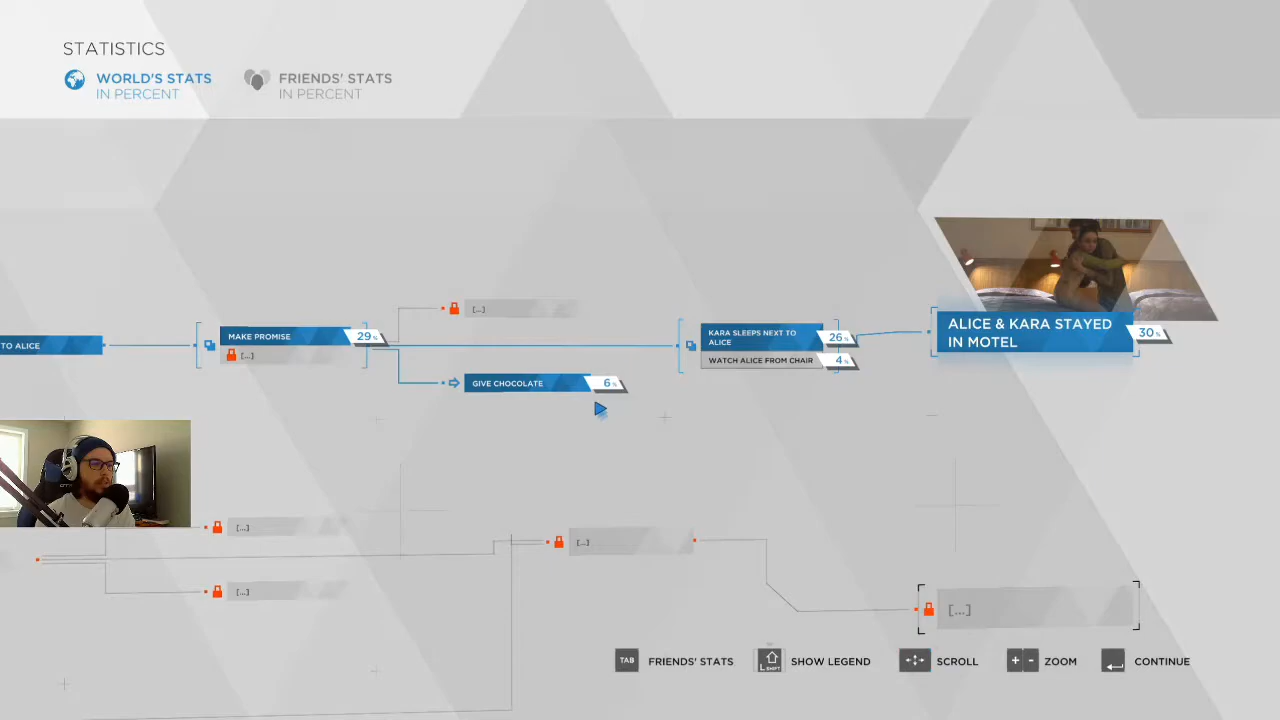 STATISTICS
WORLD'S STATS
IN PERCENT
FRIENDS' STATS
IN PERCENT
[...]
TO ALICE
MAKE PROMISE
29%
[...]
GIVE CHOCOLATE
6%
KARA SLEEPS NEXT TO
ALICE
26%
WATCH ALICE FROM CHAIR
4%
ALICE & KARA STAYED
IN MOTEL
30%
[...]
[...]
[...]
[...]
TAB
FRIENDS' STATS
L SHIFT
SHOW LEGEND
SCROLL
+ -
ZOOM
CONTINUE